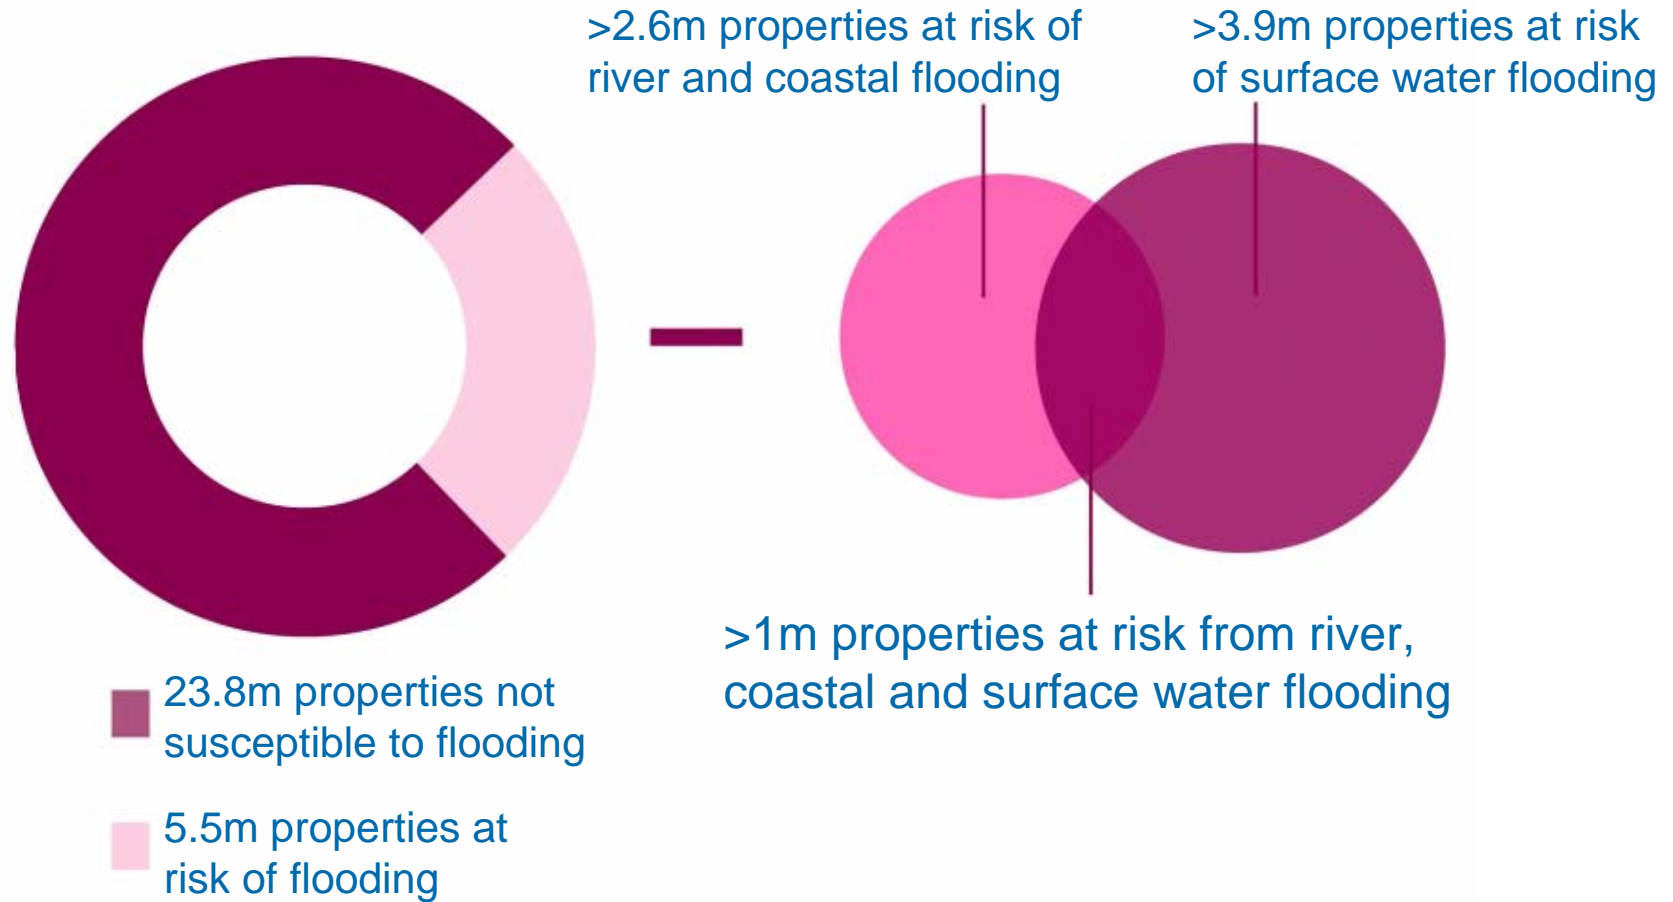 >2.6m properties at risk of
river and coastal flooding
>3.9m properties at risk
of surface water flooding
>1m properties at risk from river,
coastal and surface water flooding
23.8m properties not
susceptible to flooding
5.5m properties at
risk of flooding